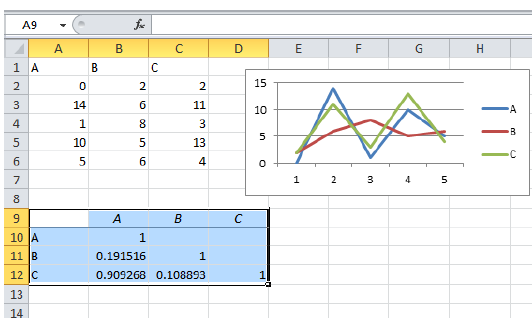 A9 fx
A B C D E F G H
1 A B C
2 0 2 2
3 14 6 11
4 1 8 3
5 10 5 13
6 5 6 4
7
8
9 A B C
10 A 1
11 B 0.191516 1
12 C 0.909268 0.108893 1
13
14
15
10
5
0
1 2 3 4 5
A
B
C